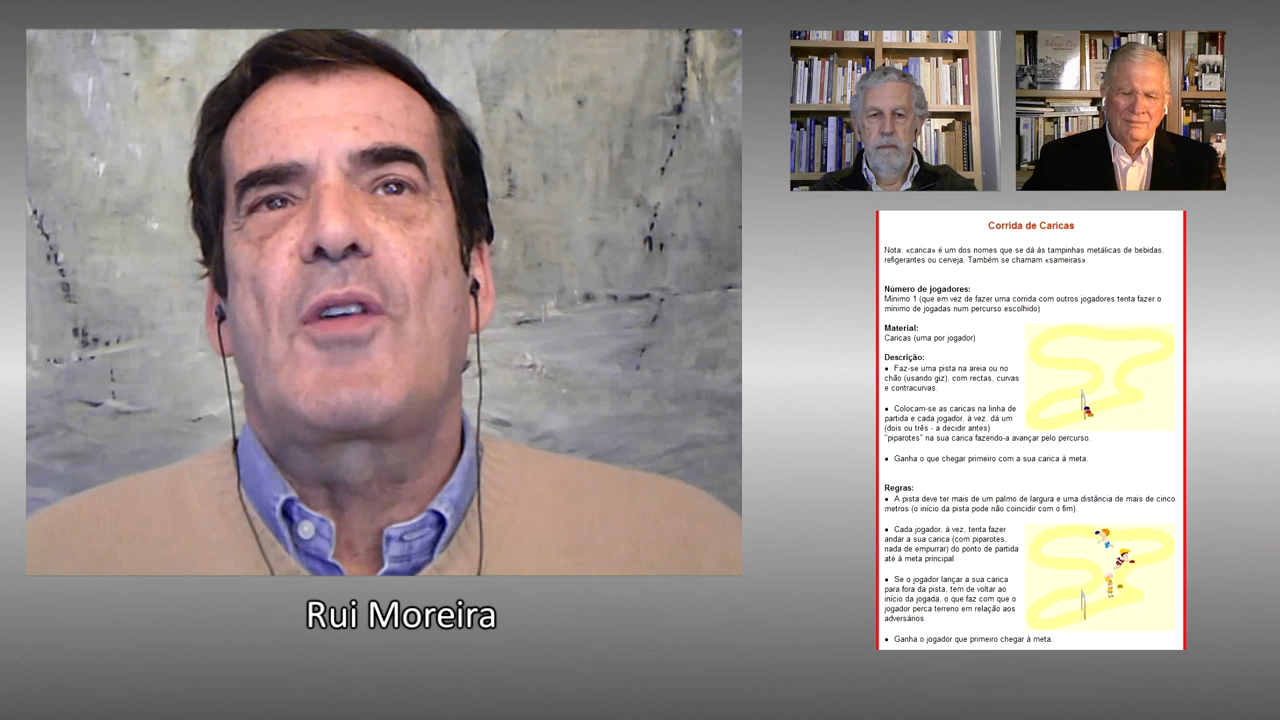 Rui Moreira
Corrida de Caricas
Nota: «carica» é um dos nomes que se dá às tampinhas metálicas de bebidas,
refigerantes ou cerveja. Também se chamam «sameiras».
Número de jogadores:
Mínimo 1 (que em vez de fazer uma corrida com outros jogadores tenta fazer o
mínimo de jogadas num percurso escolhido)
Material:
Caricas (uma por jogador)
Descrição:
• Faz-se uma pista na areia ou no
chão (usando giz), com rectas, curvas
e contracurvas.
• Colocam-se as caricas na linha de
partida e cada jogador, à vez, dá um
(dois ou três - a decidir antes)
"piparotes" na sua carica fazendo-a avançar pelo percurso.
• Ganha o que chegar primeiro com a sua carica à meta.
Regras:
• A pista deve ter mais de um palmo de largura e uma distância de mais de cinco
metros (o início da pista pode não coincidir com o fim)
• Cada jogador, à vez, tenta fazer
andar a sua carica (com piparotes,
nada de empurrar) do ponto de partida
até à meta principal.
• Se o jogador lançar a sua carica
para fora da pista, tem de voltar ao
início da jogada, o que faz com que o
jogador perca terreno em relação aos
adversários.
• Ganha o jogador que primeiro chegar à meta.